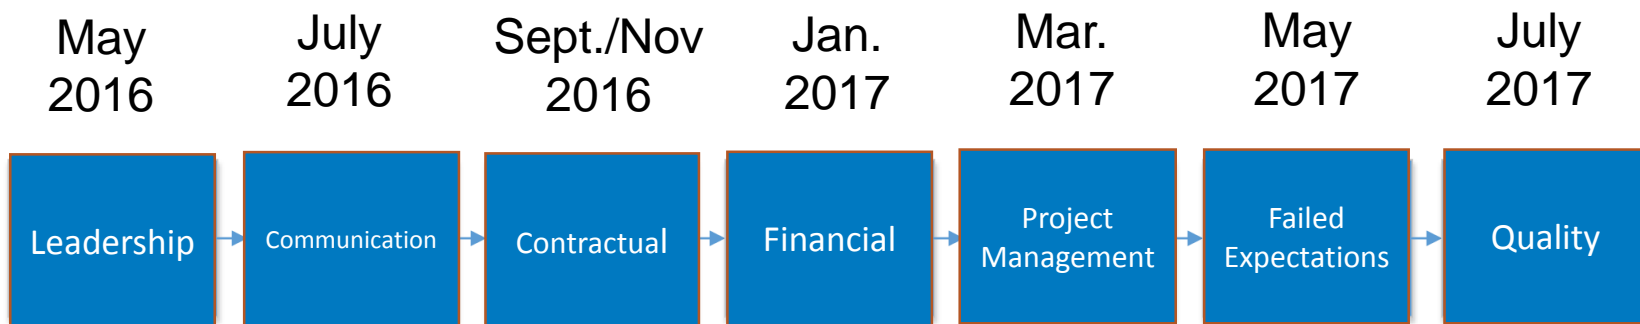 May
2016
July
2016
Sept./Nov
2016
Jan.
2017
Mar.
2017
May
2017
July
2017
Leadership
Communication
Contractual
Financial
Project
Management
Failed
Expectations
Quality